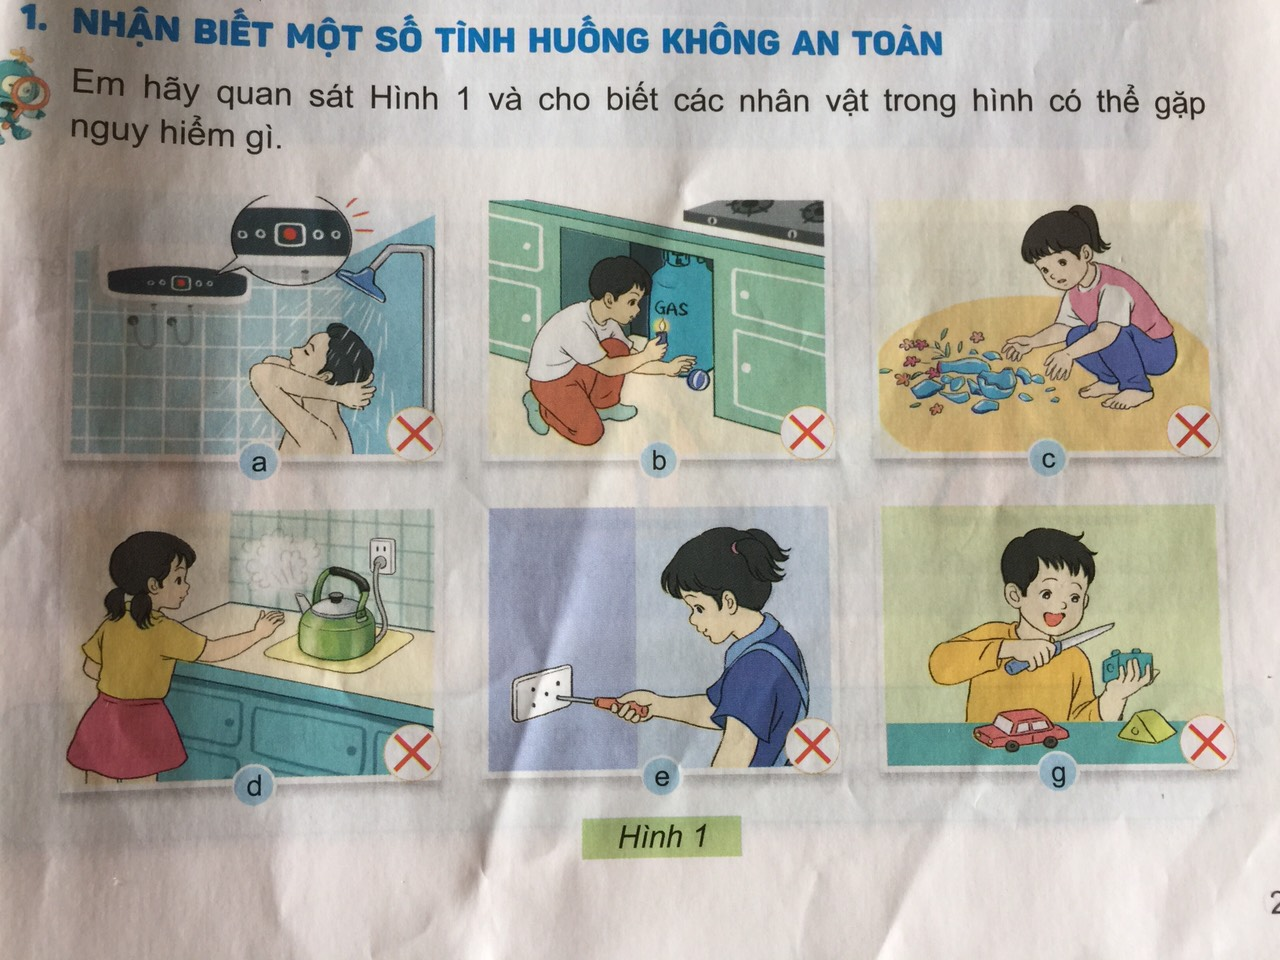 1. NHẬN BIẾT MỘT SỐ TÌNH HUỐNG KHÔNG AN TOÀN
Em hãy quan sát Hình 1 và cho biết các nhân vật trong hình có thể gặp
nguy hiểm gì.
GAS
a
b
c
d
e
g
Hình 1
2